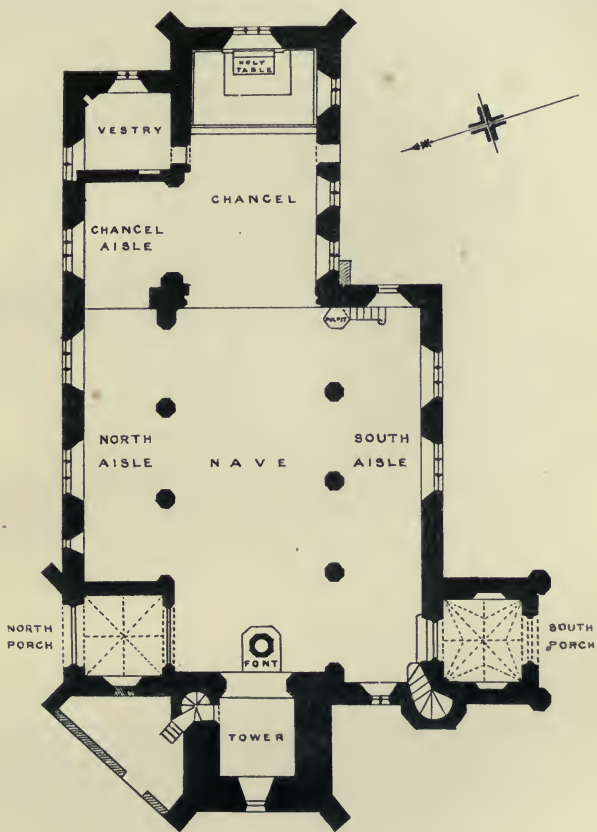 HOLY
TABLE
VESTRY
CHANCEL
CHANCEL
AISLE
PULPIT
NORTH
AISLE
NAVE
SOUTH
AISLE
NORTH
PORCH
SOUTH
PORCH
FONT
TOWER